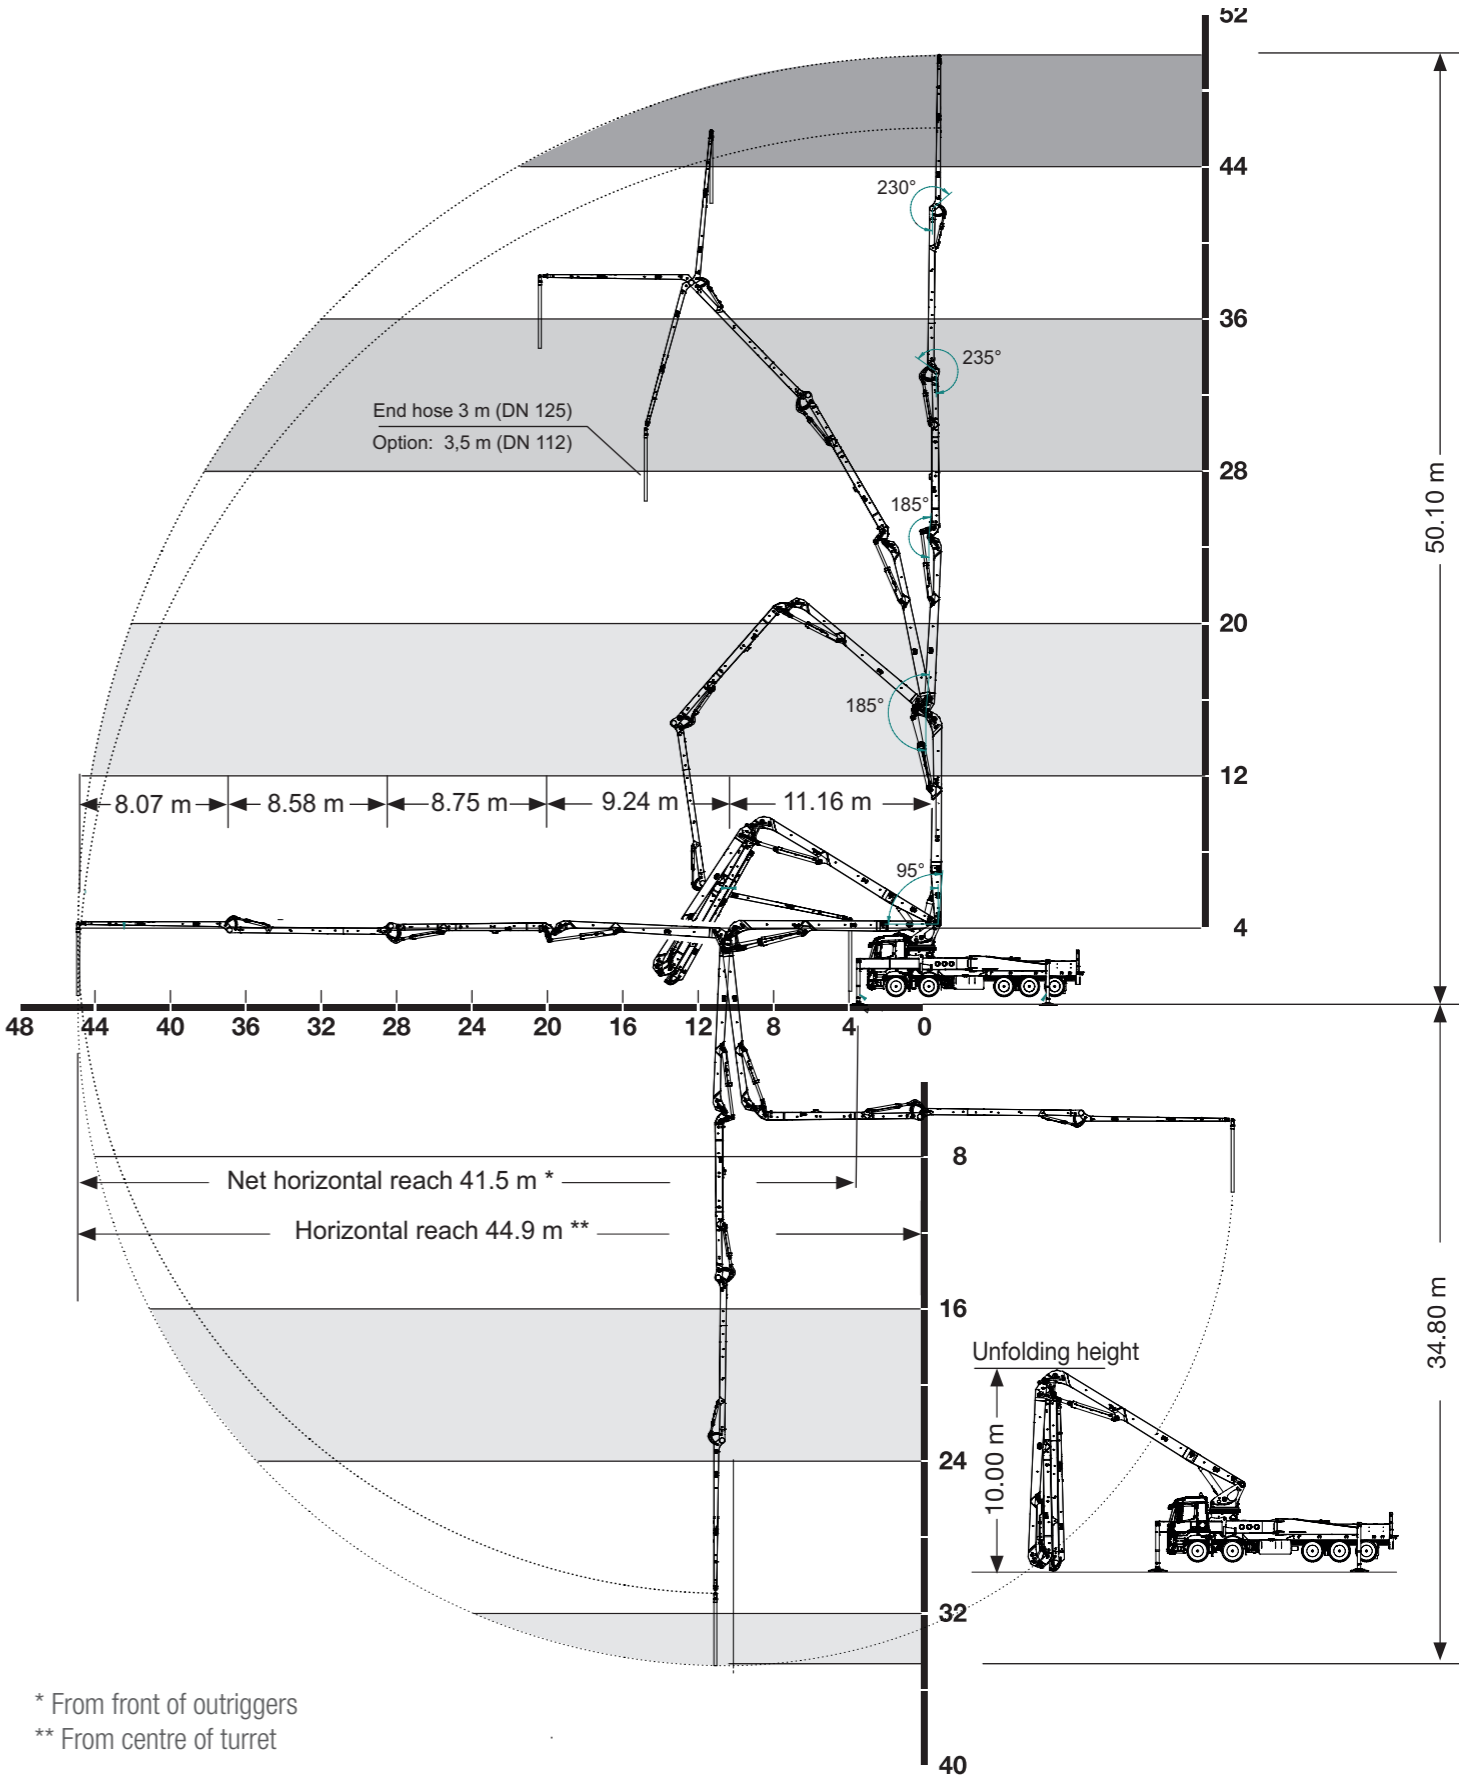 52
44
230°
36
235°
End hose 3 m (DN 125)
Option: 3,5 m (DN 112)
28
50.10 m
185°
20
185°
12
8.07 m
8.58 m
8.75 m
9.24 m
11.16 m
95°
4
48 44 40 36 32 28 24 20 16 12 8 4 0
8
Net horizontal reach 41.5 m *
Horizontal reach 44.9 m **
16
34.80 m
Unfolding height
10.00 m
24
32
* From front of outriggers
** From centre of turret
40